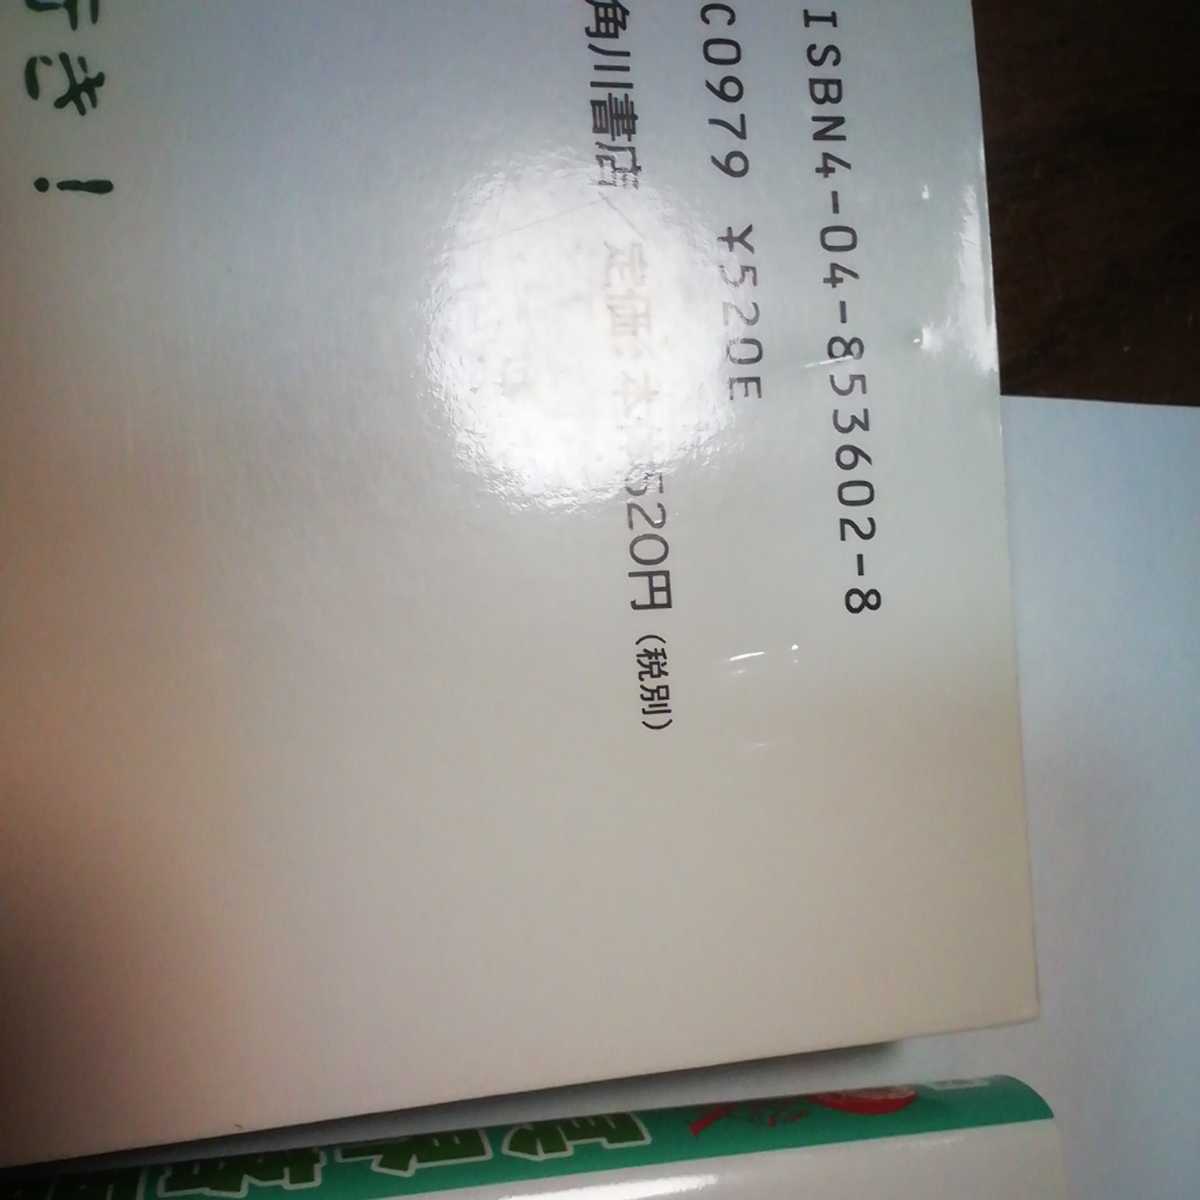 ISBN4-04-853602-8
C0979 ¥520E
角川書店/定価:本体520円(税別)
き!